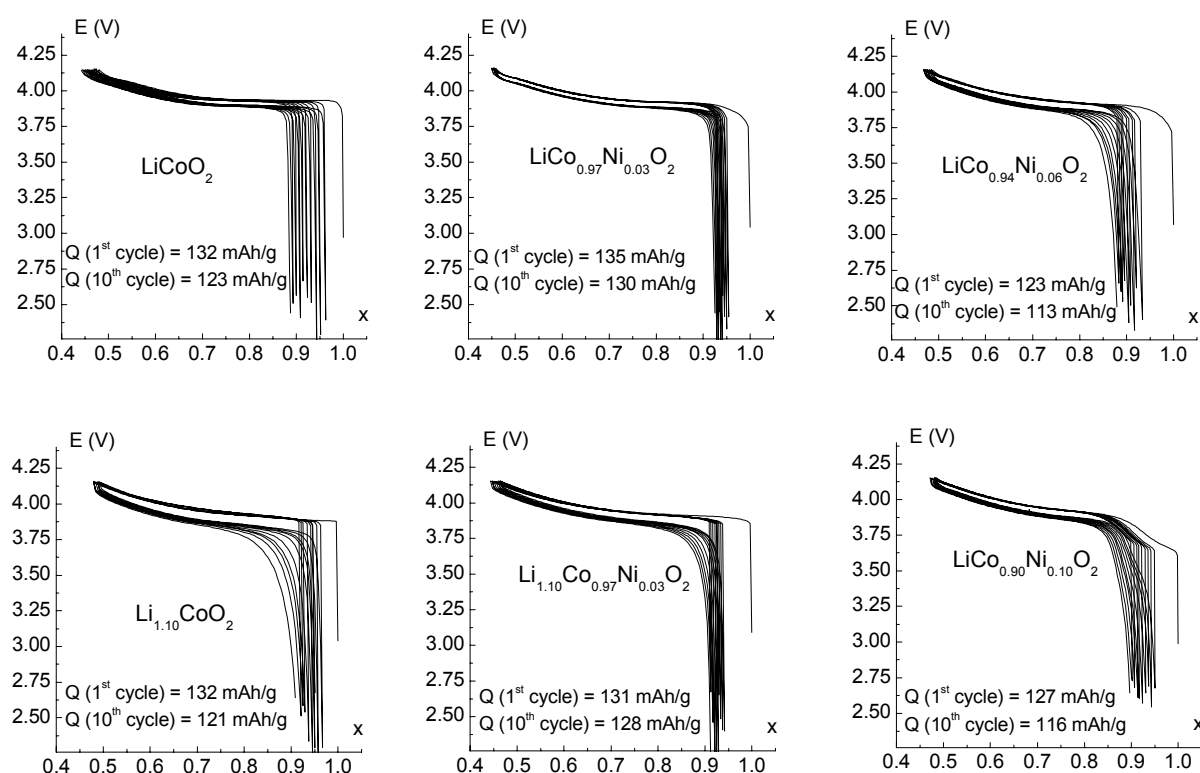 E (V)
4.25
4.00
3.75
3.50
3.25
3.00
2.75
2.50
LiCoO₂
Q (1ˢᵗ cycle) = 132 mAh/g
Q (10ᵗʰ cycle) = 123 mAh/g
x
0.4 0.5 0.6 0.7 0.8 0.9 1.0
E (V)
4.25
4.00
3.75
3.50
3.25
3.00
2.75
2.50
LiCo₀.₉₇Ni₀.₀₃O₂
Q (1ˢᵗ cycle) = 135 mAh/g
Q (10ᵗʰ cycle) = 130 mAh/g
x
0.4 0.5 0.6 0.7 0.8 0.9 1.0
E (V)
4.25
4.00
3.75
3.50
3.25
3.00
2.75
2.50
LiCo₀.₉₄Ni₀.₀₆O₂
Q (1ˢᵗ cycle) = 123 mAh/g
Q (10ᵗʰ cycle) = 113 mAh/g
x
0.4 0.5 0.6 0.7 0.8 0.9 1.0
E (V)
4.25
4.00
3.75
3.50
3.25
3.00
2.75
2.50
Li₁.₁₀CoO₂
Q (1ˢᵗ cycle) = 132 mAh/g
Q (10ᵗʰ cycle) = 121 mAh/g
x
0.4 0.5 0.6 0.7 0.8 0.9 1.0
E (V)
4.25
4.00
3.75
3.50
3.25
3.00
2.75
2.50
Li₁.₁₀Co₀.₉₇Ni₀.₀₃O₂
Q (1ˢᵗ cycle) = 131 mAh/g
Q (10ᵗʰ cycle) = 128 mAh/g
x
0.4 0.5 0.6 0.7 0.8 0.9 1.0
E (V)
4.25
4.00
3.75
3.50
3.25
3.00
2.75
2.50
LiCo₀.₉₀Ni₀.₁₀O₂
Q (1ˢᵗ cycle) = 127 mAh/g
Q (10ᵗʰ cycle) = 116 mAh/g
x
0.4 0.5 0.6 0.7 0.8 0.9 1.0